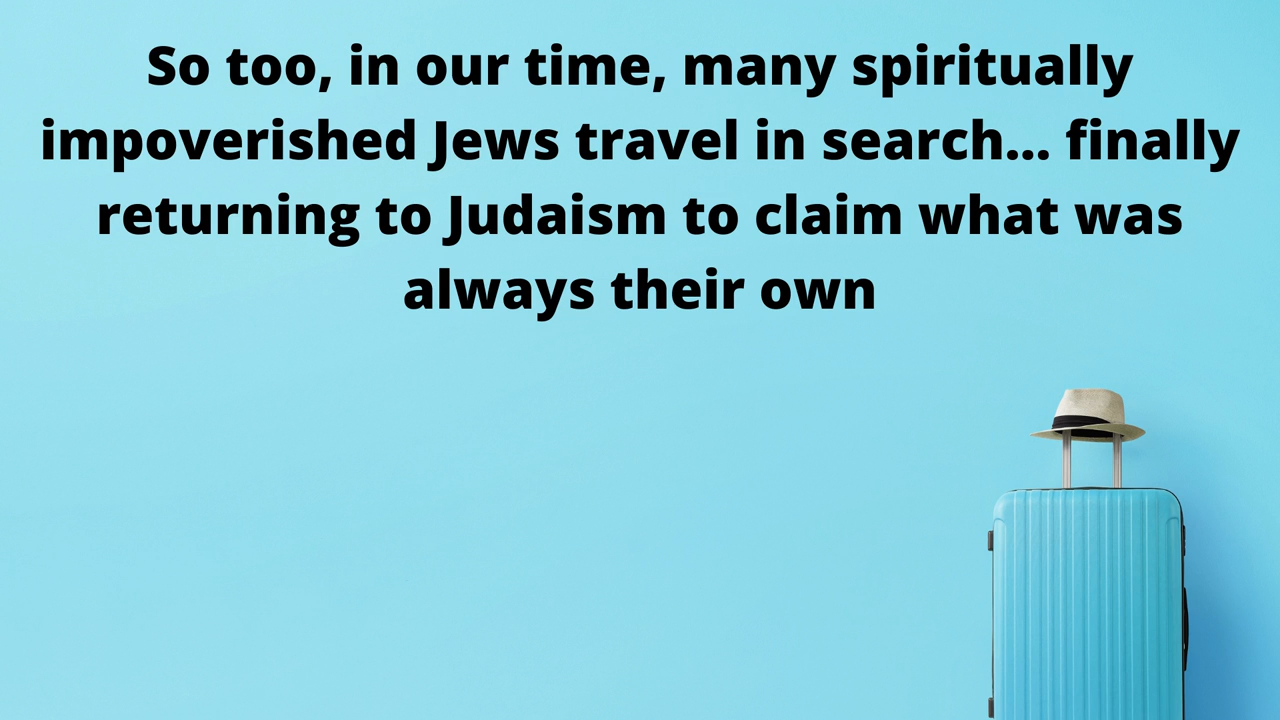 So too, in our time, many spiritually
impoverished Jews travel in search... finally
returning to Judaism to claim what was
always their own